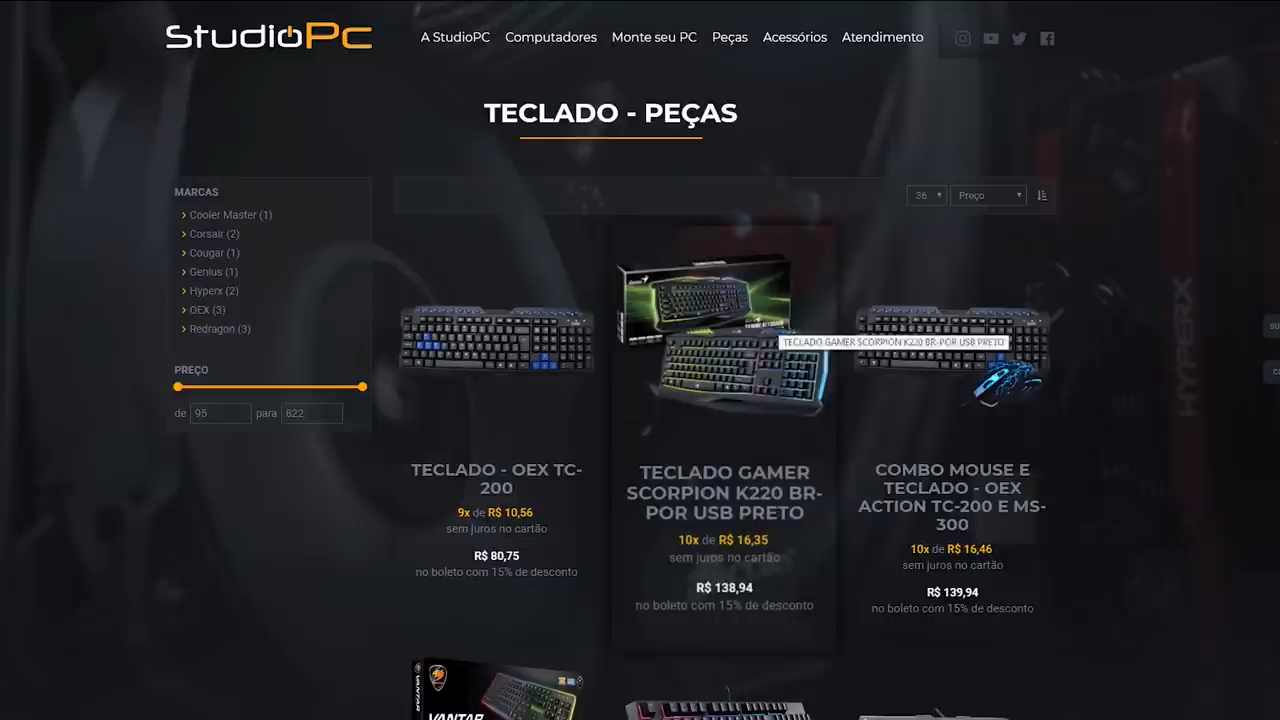 StudioPc
A StudioPC Computadores Monte seu PC Peças Acessórios Atendimento
TECLADO - PEÇAS
MARCAS
Cooler Master (1)
Corsair (2)
Cougar (1)
Genius (1)
Hyperx (2)
OEX (3)
Redragon (3)
PREÇO
de 95 para 822
36 Preço
TECLADO GAMER SCORPION K220 BR-POR USB PRETO
HYPERX
TECLADO - OEX TC-
200
9x de R$ 10,56
sem juros no cartão
R$ 80,75
no boleto com 15% de desconto
TECLADO GAMER
SCORPION K220 BR-
POR USB PRETO
10x de R$ 16,35
sem juros no cartão
R$ 138,94
no boleto com 15% de desconto
COMBO MOUSE E
TECLADO - OEX
ACTION TC-200 E MS-
300
10x de R$ 16,46
sem juros no cartão
R$ 139,94
no boleto com 15% de desconto
VANTAR